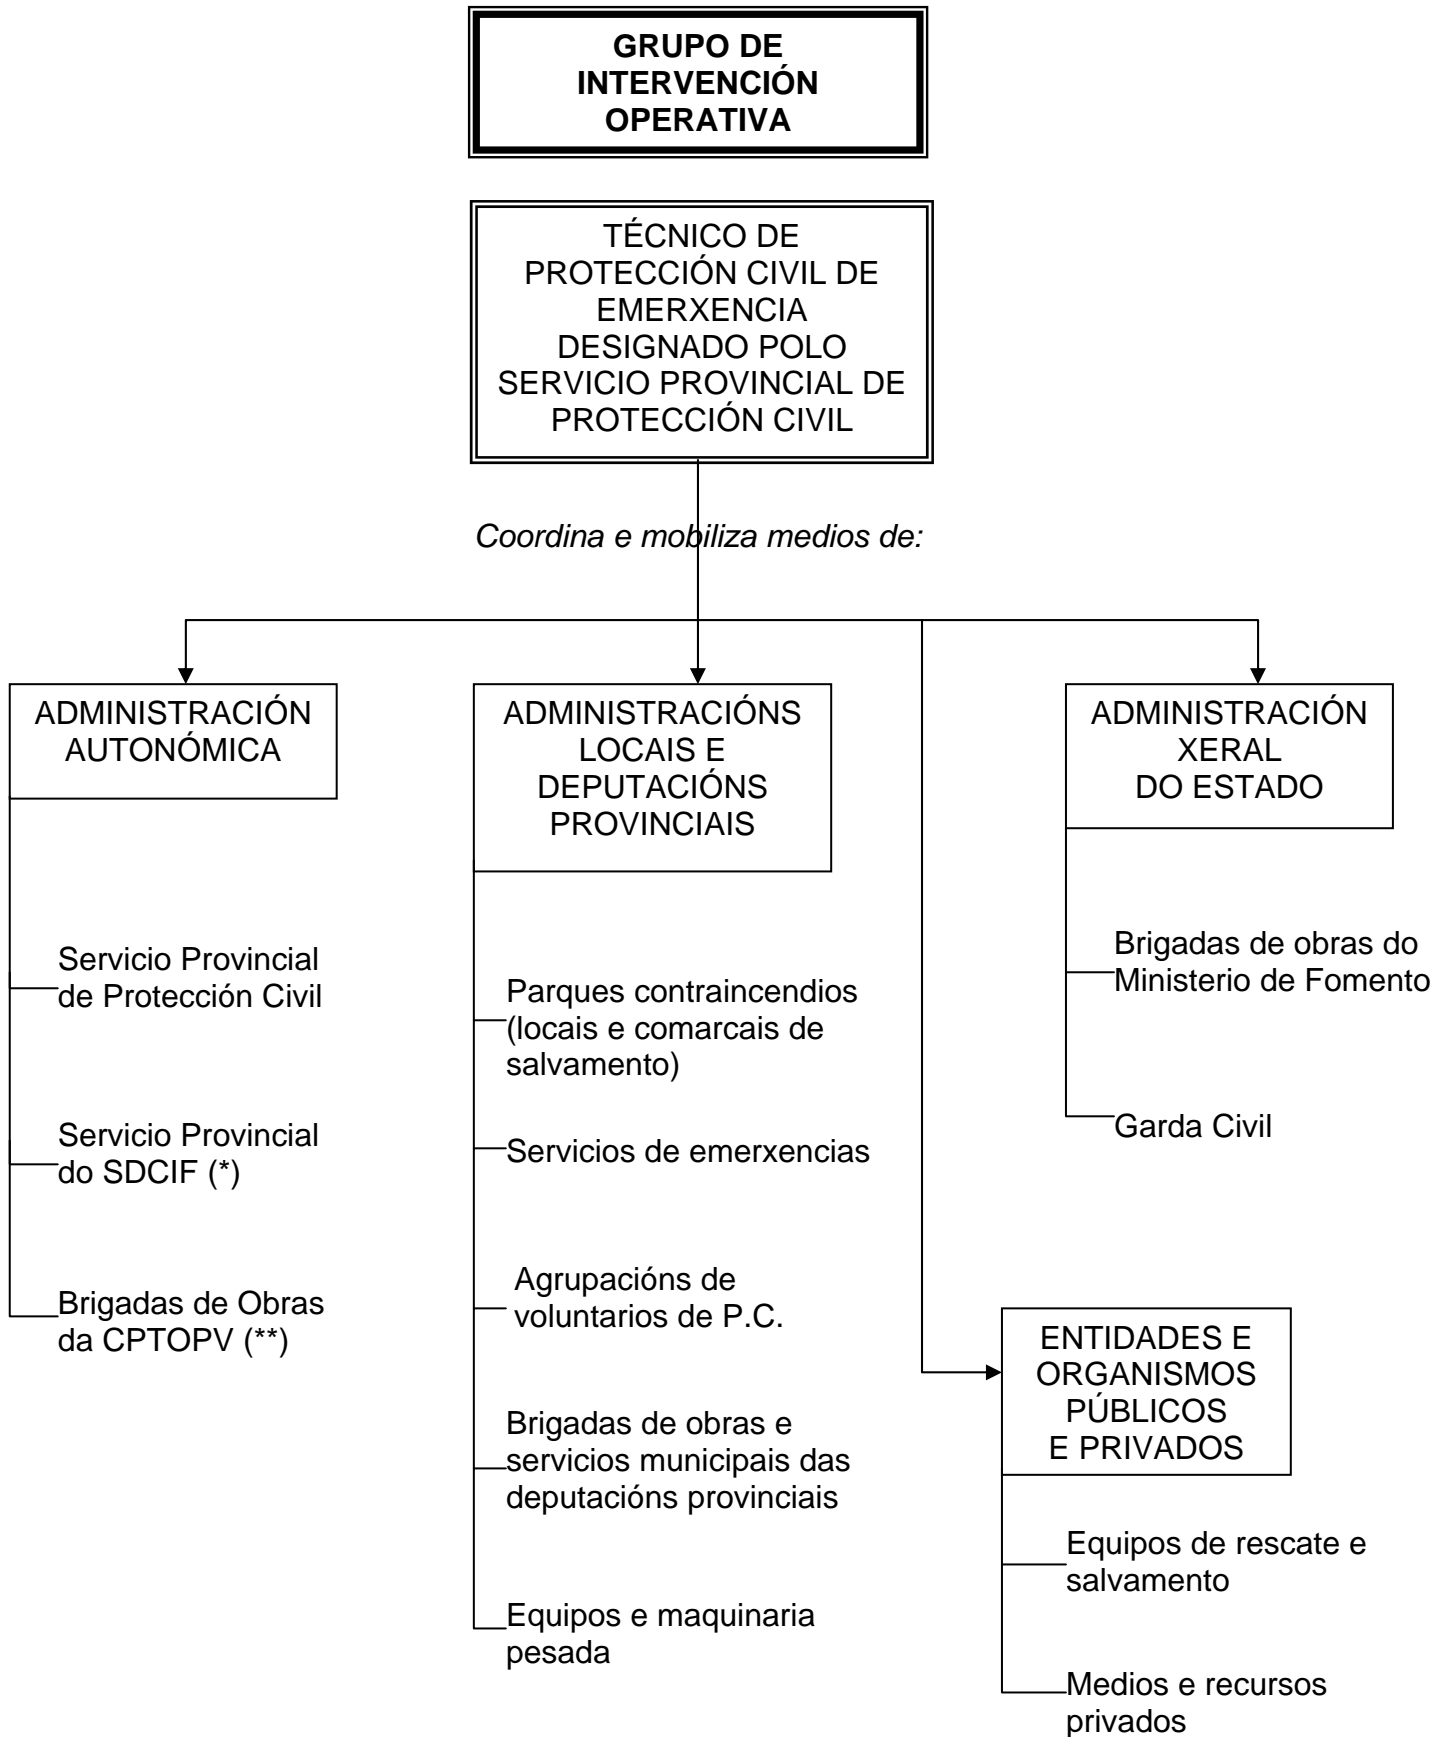 GRUPO DE
INTERVENCIÓN
OPERATIVA
TÉCNICO DE
PROTECCIÓN CIVIL DE
EMERXENCIA
DESIGNADO POLO
SERVICIO PROVINCIAL DE
PROTECCIÓN CIVIL
Coordina e mobiliza medios de:
ADMINISTRACIÓN
AUTONÓMICA
Servicio Provincial
de Protección Civil
Servicio Provincial
do SDCIF (*)
Brigadas de Obras
da CPTOPV (**)
ADMINISTRACIÓNS
LOCAIS E
DEPUTACIÓNS
PROVINCIAIS
Parques contraincendios
(locais e comarcais de
salvamento)
Servicios de emerxencias
Agrupacións de
voluntarios de P.C.
Brigadas de obras e
servicios municipais das
deputacións provinciais
Equipos e maquinaria
pesada
ADMINISTRACIÓN
XERAL
DO ESTADO
Brigadas de obras do
Ministerio de Fomento
Garda Civil
ENTIDADES E
ORGANISMOS
PÚBLICOS
E PRIVADOS
Equipos de rescate e
salvamento
Medios e recursos
privados